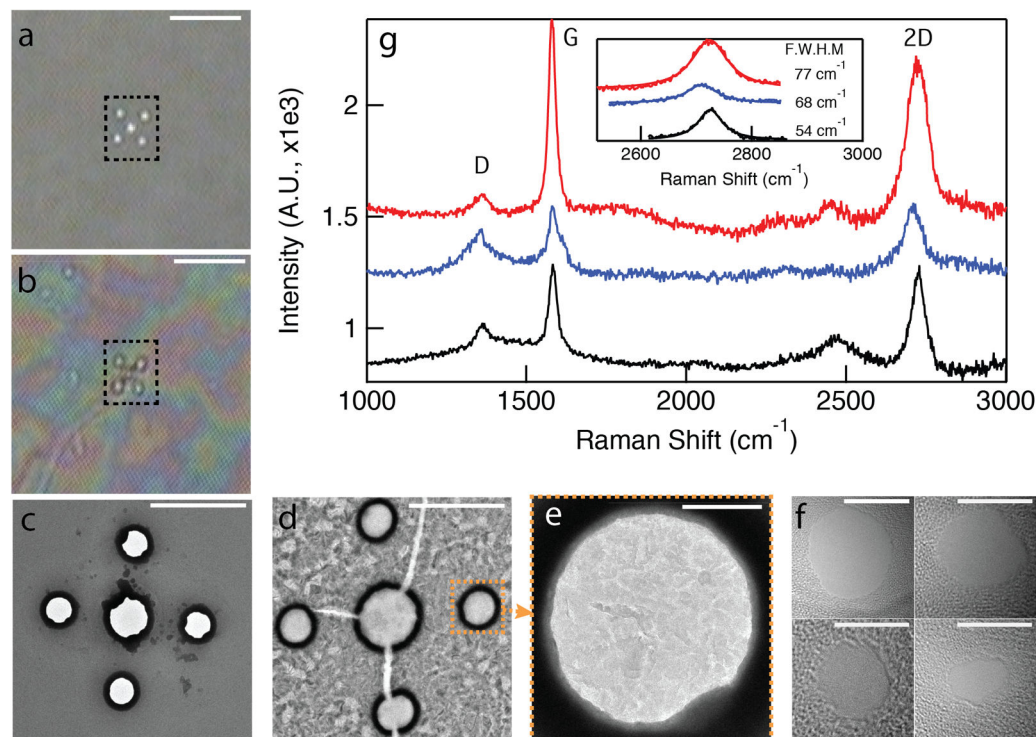 a
b
c
d
e
f
g
G
D
2D
F.W.H.M
77 cm⁻¹
68 cm⁻¹
54 cm⁻¹
2600
2800
3000
Raman Shift (cm⁻¹)
2
1.5
1
Intensity (A.U., x1e3)
1000
1500
2000
2500
3000
Raman Shift (cm⁻¹)